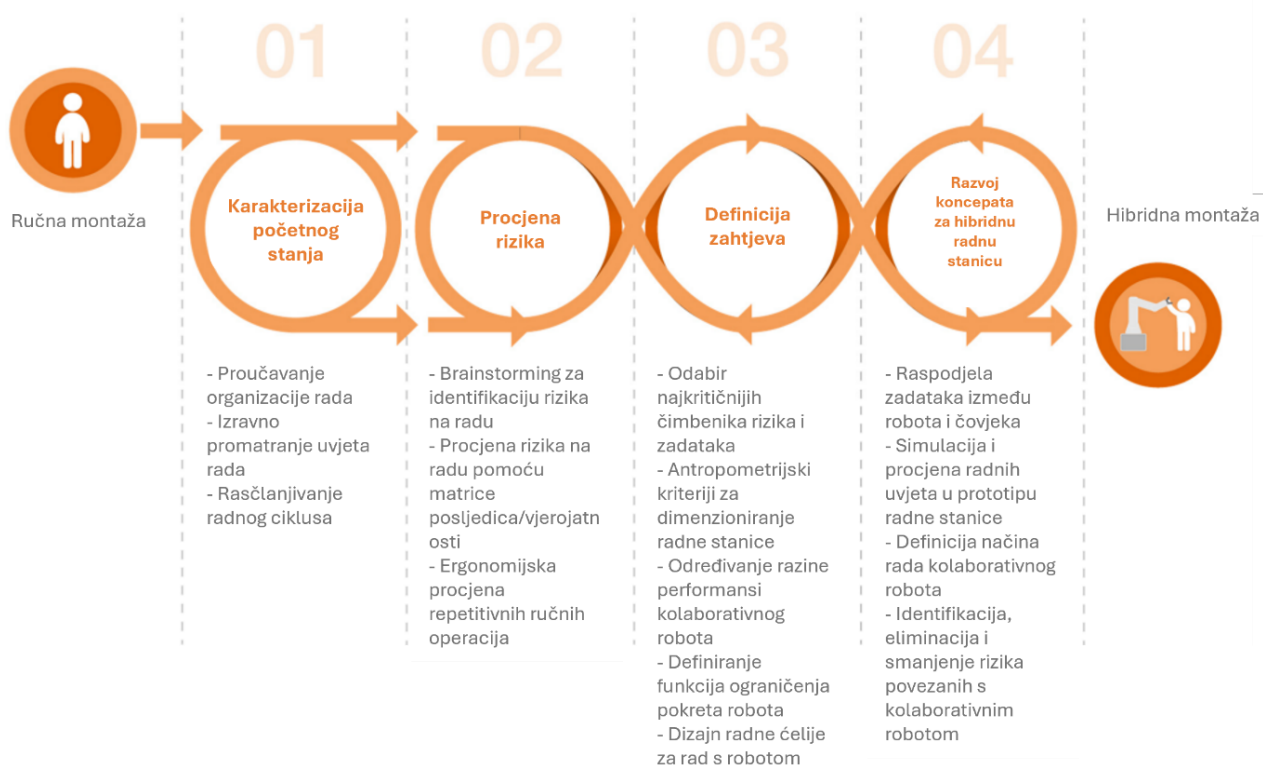 01
02
03
04
Ručna montaža
Karakterizacija
početnog
stanja
Procjena
rizika
Definicija
zahtjeva
Razvoj
koncepata
za hibridnu
radnu
stanicu
Hibridna montaža
- Proučavanje
organizacije rada
- Izravno
promatranje uvjeta
rada
- Rasčlanjivanje
radnog ciklusa
- Brainstorming za
identifikaciju rizika
na radu
- Procjena rizika na
radu pomoću
matrice
posljedica/vjerojatn
osti
- Ergonomijska
procjena
repetitivnih ručnih
operacija
- Odabir
najkritičnijih
čimbenika rizika i
zadataka
- Antropometrijski
kriteriji za
dimenzioniranje
radne stanice
- Određivanje razine
performansi
kolaborativnog
robota
- Definiranje
funkcija ograničenja
pokreta robota
- Dizajn radne ćelije
za rad s robotom
- Raspodjela
zadataka između
robota i čovjeka
- Simulacija i
procjena radnih
uvjeta u prototipu
radne stanice
- Definicija načina
rada kolaborativnog
robota
- Identifikacija,
eliminacija i
smanjenje rizika
povezanih s
kolaborativnim
robotom